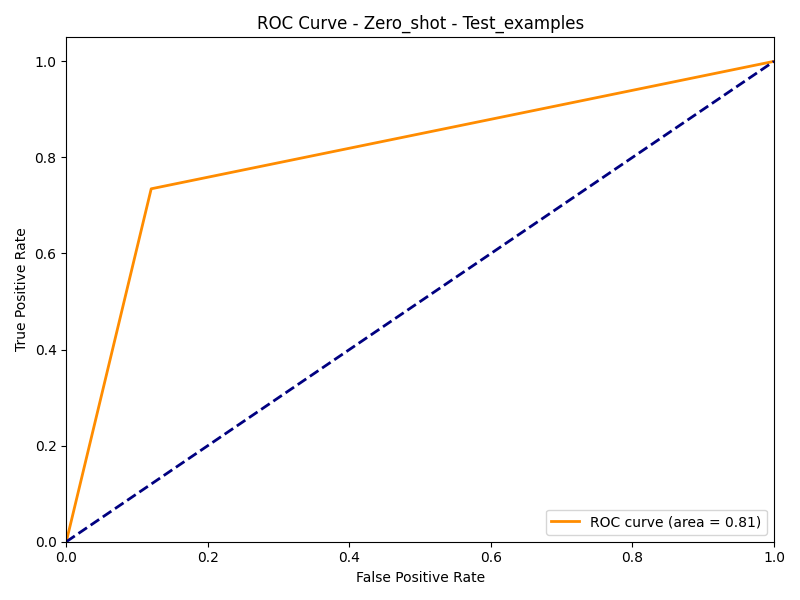 ROC Curve - Zero_shot - Test_examples
1.0
0.8
0.6
0.4
0.2
0.0
True Positive Rate
ROC curve (area = 0.81)
0.0 0.2 0.4 0.6 0.8 1.0
False Positive Rate